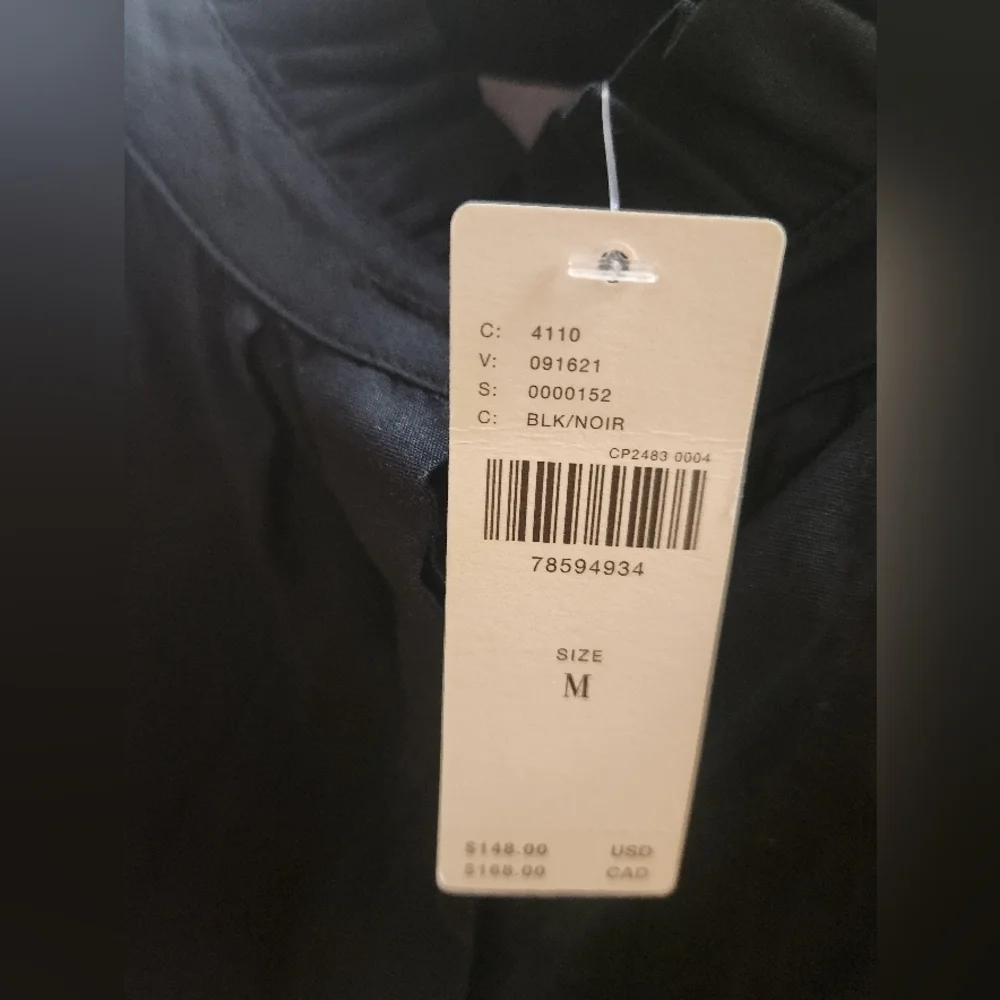 C: 4110
V: 091621
S: 0000152
C: BLK/NOIR
CP2483 0004
78594934
SIZE
M
$148.00 USD
$168.00 CAD